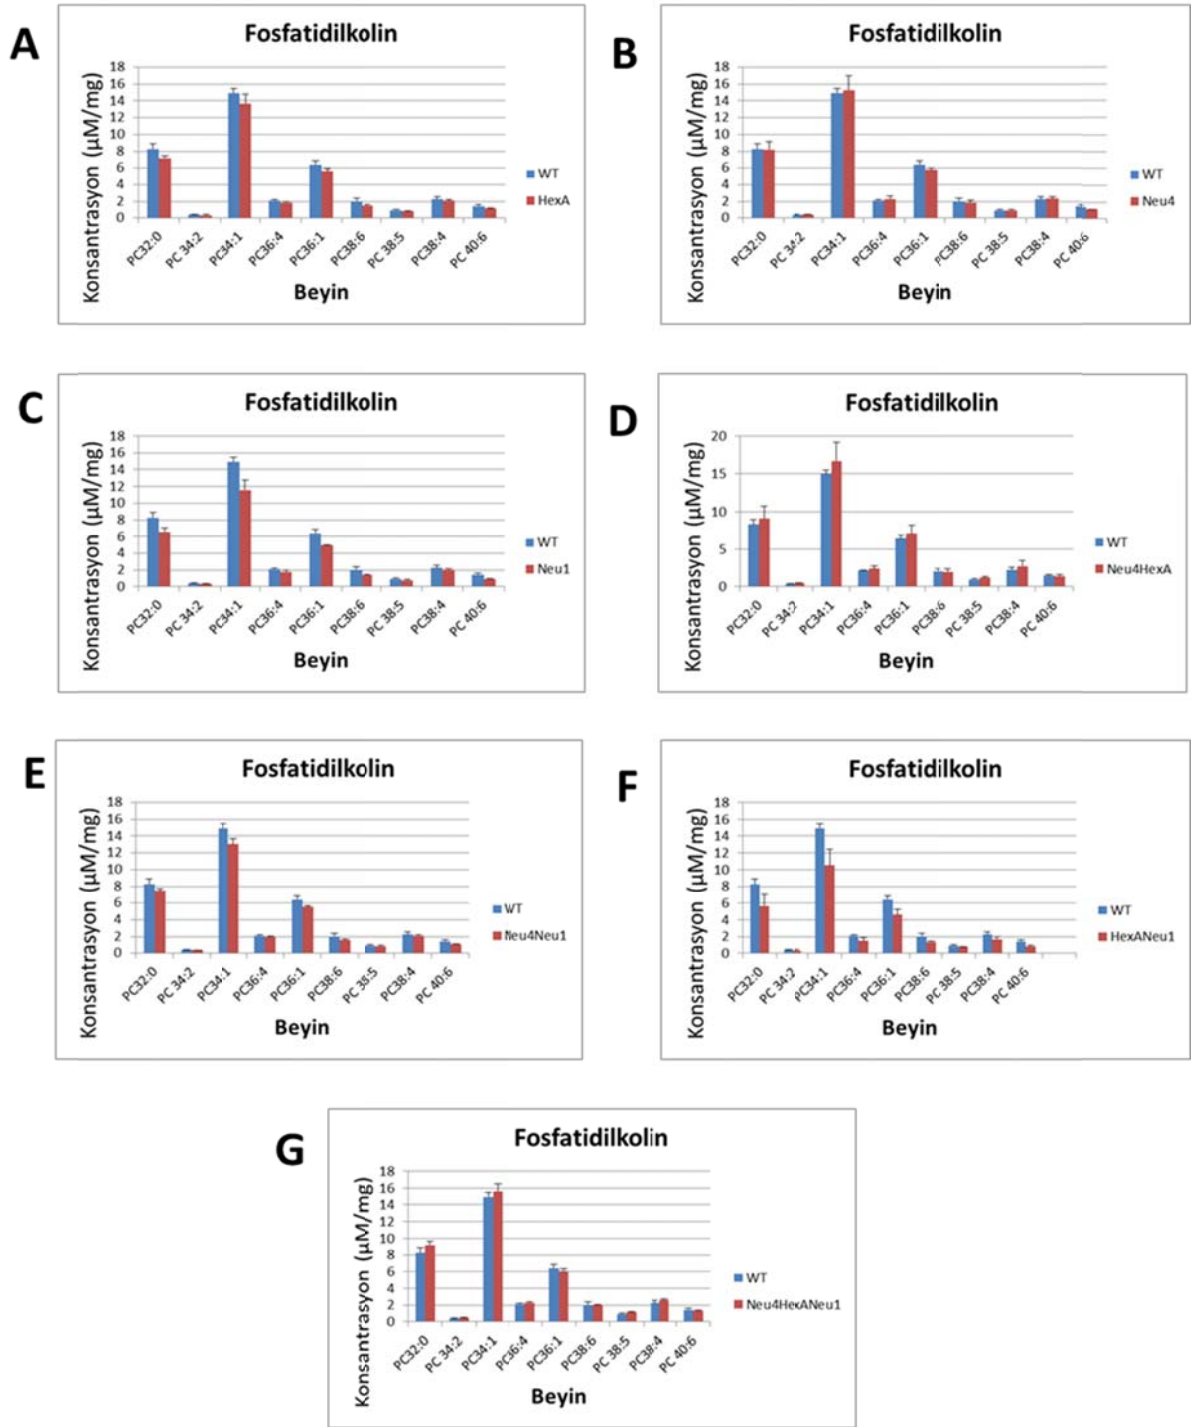 A
Fosfatidilkolin
Konsantrasyon (µM/mg)
18
16
14
12
10
8
6
4
2
0
PC32:0
PC 34:2
PC34:1
PC36:4
PC36:1
PC38:6
PC 38:5
PC38:4
PC 40:6
Beyin
WT
HexA
B
Fosfatidilkolin
Konsantrasyon (µM/mg)
18
16
14
12
10
8
6
4
2
0
PC32:0
PC 34:2
PC34:1
PC36:4
PC36:1
PC38:6
PC 38:5
PC38:4
PC 40:6
Beyin
WT
Neu4
C
Fosfatidilkolin
Konsantrasyon (µM/mg)
18
16
14
12
10
8
6
4
2
0
PC32:0
PC 34:2
PC34:1
PC36:4
PC36:1
PC38:6
PC 38:5
PC38:4
PC 40:6
Beyin
WT
Neu1
D
Fosfatidilkolin
Konsantrasyon (µM/mg)
20
15
10
5
0
PC32:0
PC 34:2
PC34:1
PC36:4
PC36:1
PC38:6
PC 38:5
PC38:4
PC 40:6
Beyin
WT
Neu4HexA
E
Fosfatidilkolin
Konsantrasyon (µM/mg)
18
16
14
12
10
8
6
4
2
0
PC32:0
PC 34:2
PC34:1
PC36:4
PC36:1
PC38:6
PC 38:5
PC38:4
PC 40:6
Beyin
WT
Neu4Neu1
F
Fosfatidilkolin
Konsantrasyon (µM/mg)
18
16
14
12
10
8
6
4
2
0
PC32:0
PC 34:2
PC34:1
PC36:4
PC36:1
PC38:6
PC 38:5
PC38:4
PC 40:6
Beyin
WT
HexANeu1
G
Fosfatidilkolin
Konsantrasyon (µM/mg)
18
16
14
12
10
8
6
4
2
0
PC32:0
PC 34:2
PC34:1
PC36:4
PC36:1
PC38:6
PC 38:5
PC38:4
PC 40:6
Beyin
WT
Neu4HexANeu1